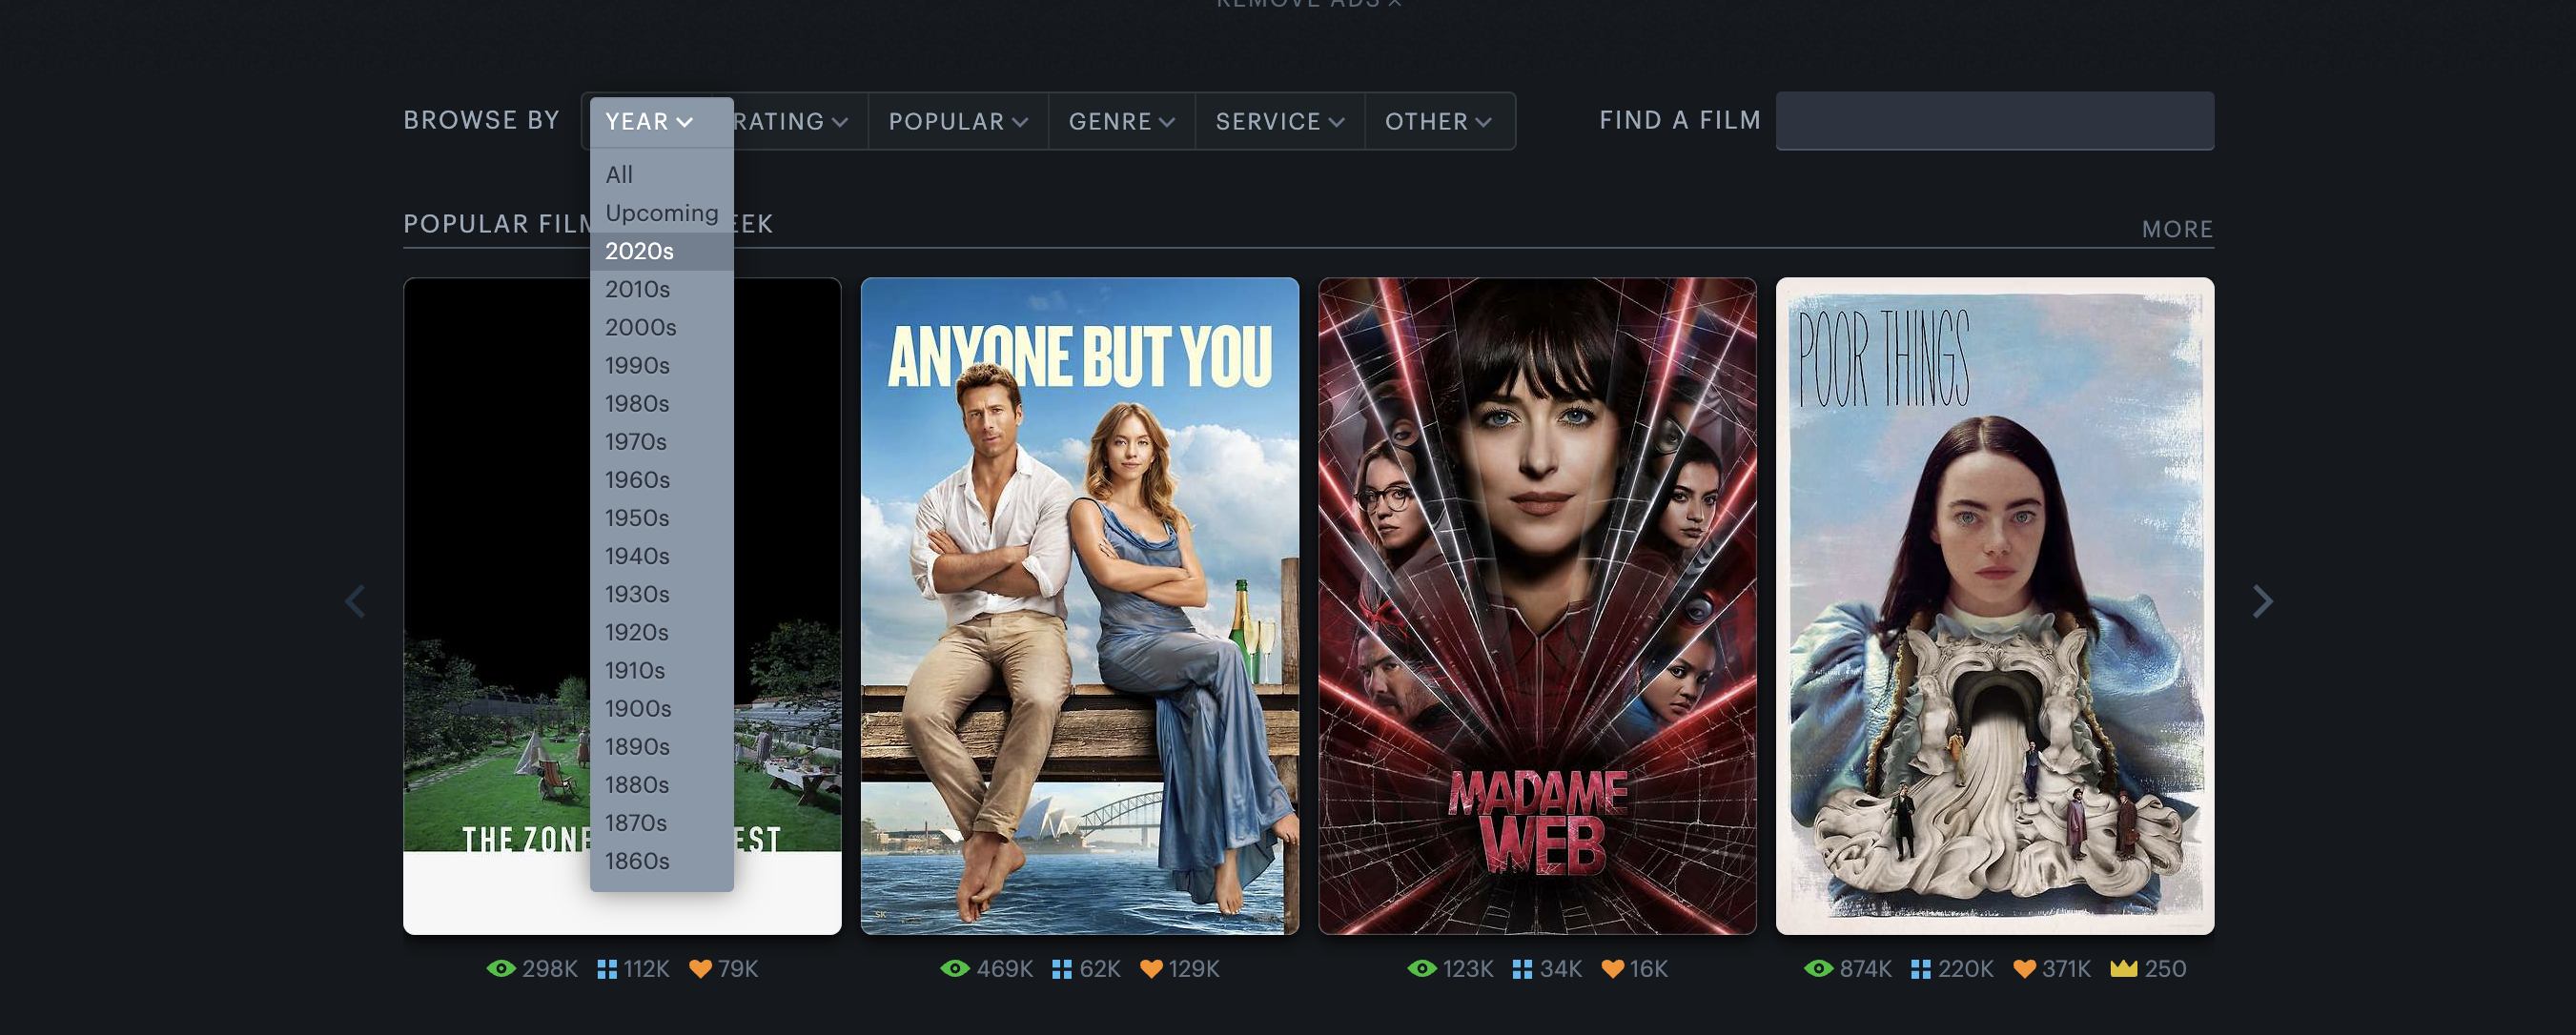 REMOVE ADS ×
BROWSE BY YEAR RATING POPULAR GENRE SERVICE OTHER FIND A FILM
All
Upcoming
2020s
2010s
2000s
1990s
1980s
1970s
1960s
1950s
1940s
1930s
1920s
1910s
1900s
1890s
1880s
1870s
1860s
POPULAR FILM EEK MORE
THE ZONE EST
ANYONE BUT YOU
SK
MADAME
WEB
POOR THINGS
298K 112K 79K
469K 62K 129K
123K 34K 16K
874K 220K 371K 250